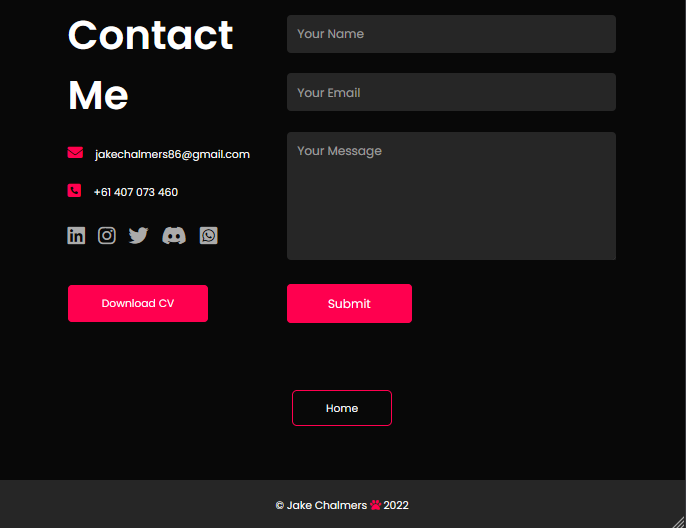 Contact
Me
jakechalmers86@gmail.com
+61 407 073 460
Download CV
Your Name
Your Email
Your Message
Submit
Home
© Jake Chalmers 2022